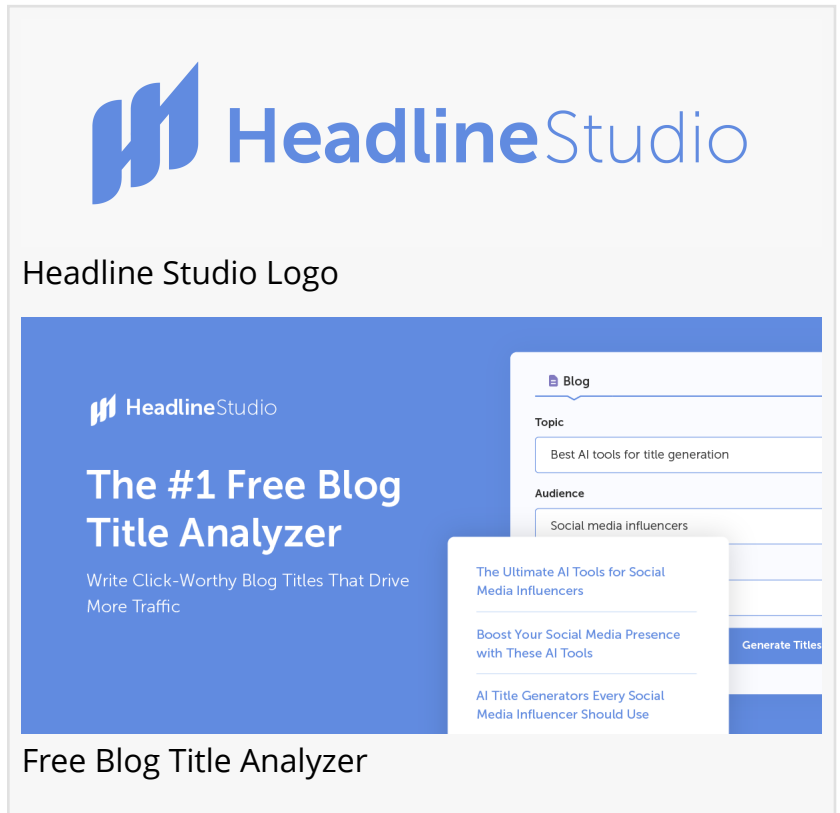 HeadlineStudio
Headline Studio Logo
HeadlineStudio
The #1 Free Blog
Title Analyzer
Write Click-Worthy Blog Titles That Drive
More Traffic
Blog
Topic
Best AI tools for title generation
Audience
Social media influencers
The Ultimate AI Tools for Social
Media Influencers
Boost Your Social Media Presence
with These AI Tools
Generate Titles
AI Title Generators Every Social
Media Influencer Should Use
Free Blog Title Analyzer